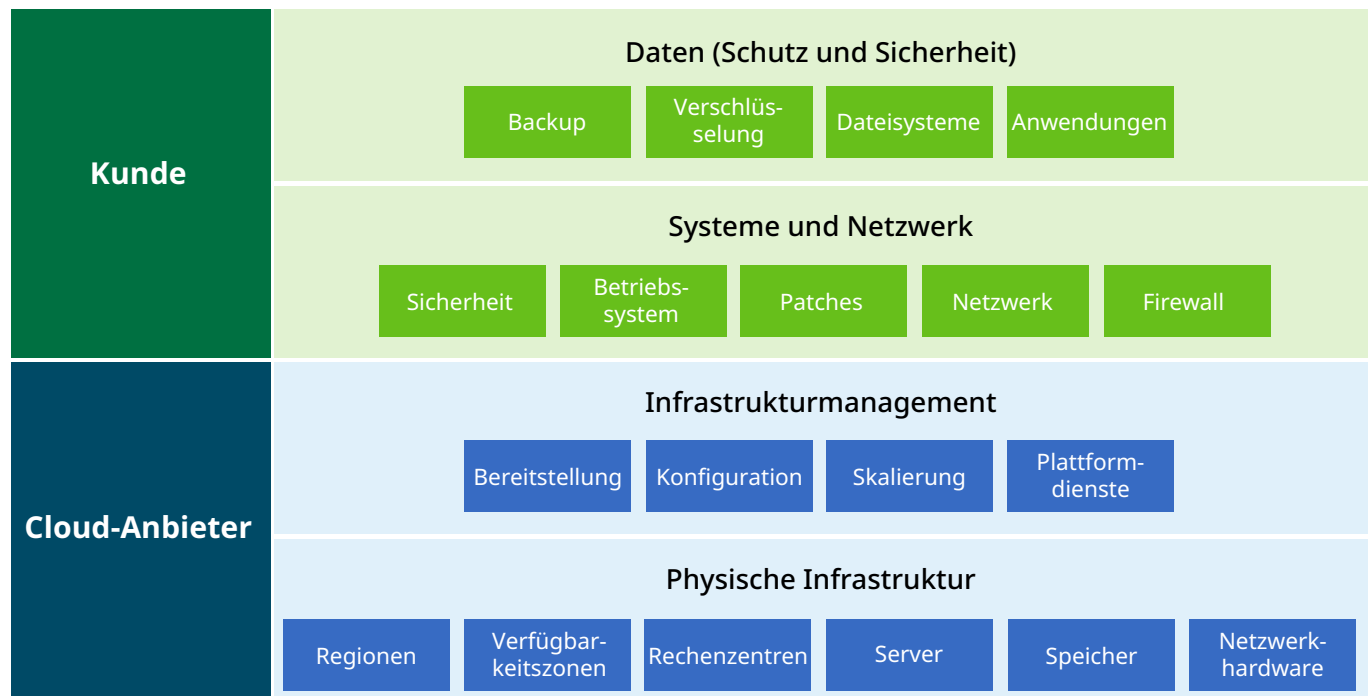 Kunde
Daten (Schutz und Sicherheit)
Backup
Verschlüs-
selung
Dateisysteme
Anwendungen
Systeme und Netzwerk
Sicherheit
Betriebs-
system
Patches
Netzwerk
Firewall
Cloud-Anbieter
Infrastrukturmanagement
Bereitstellung
Konfiguration
Skalierung
Plattform-
dienste
Physische Infrastruktur
Regionen
Verfügbar-
keitszonen
Rechenzentren
Server
Speicher
Netzwerk-
hardware